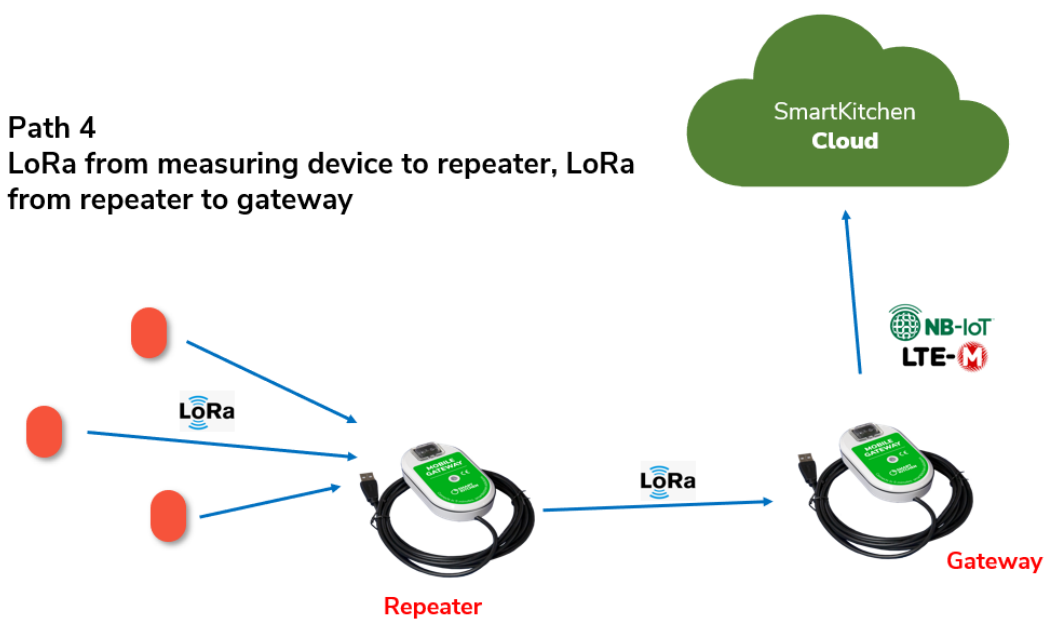 SmartKitchen
Cloud
Path 4
LoRa from measuring device to repeater, LoRa
from repeater to gateway
NB-IoT
LTE-M
LoRa
MOBILE
GATEWAY
LoRa
MOBILE
GATEWAY
Gateway
Repeater